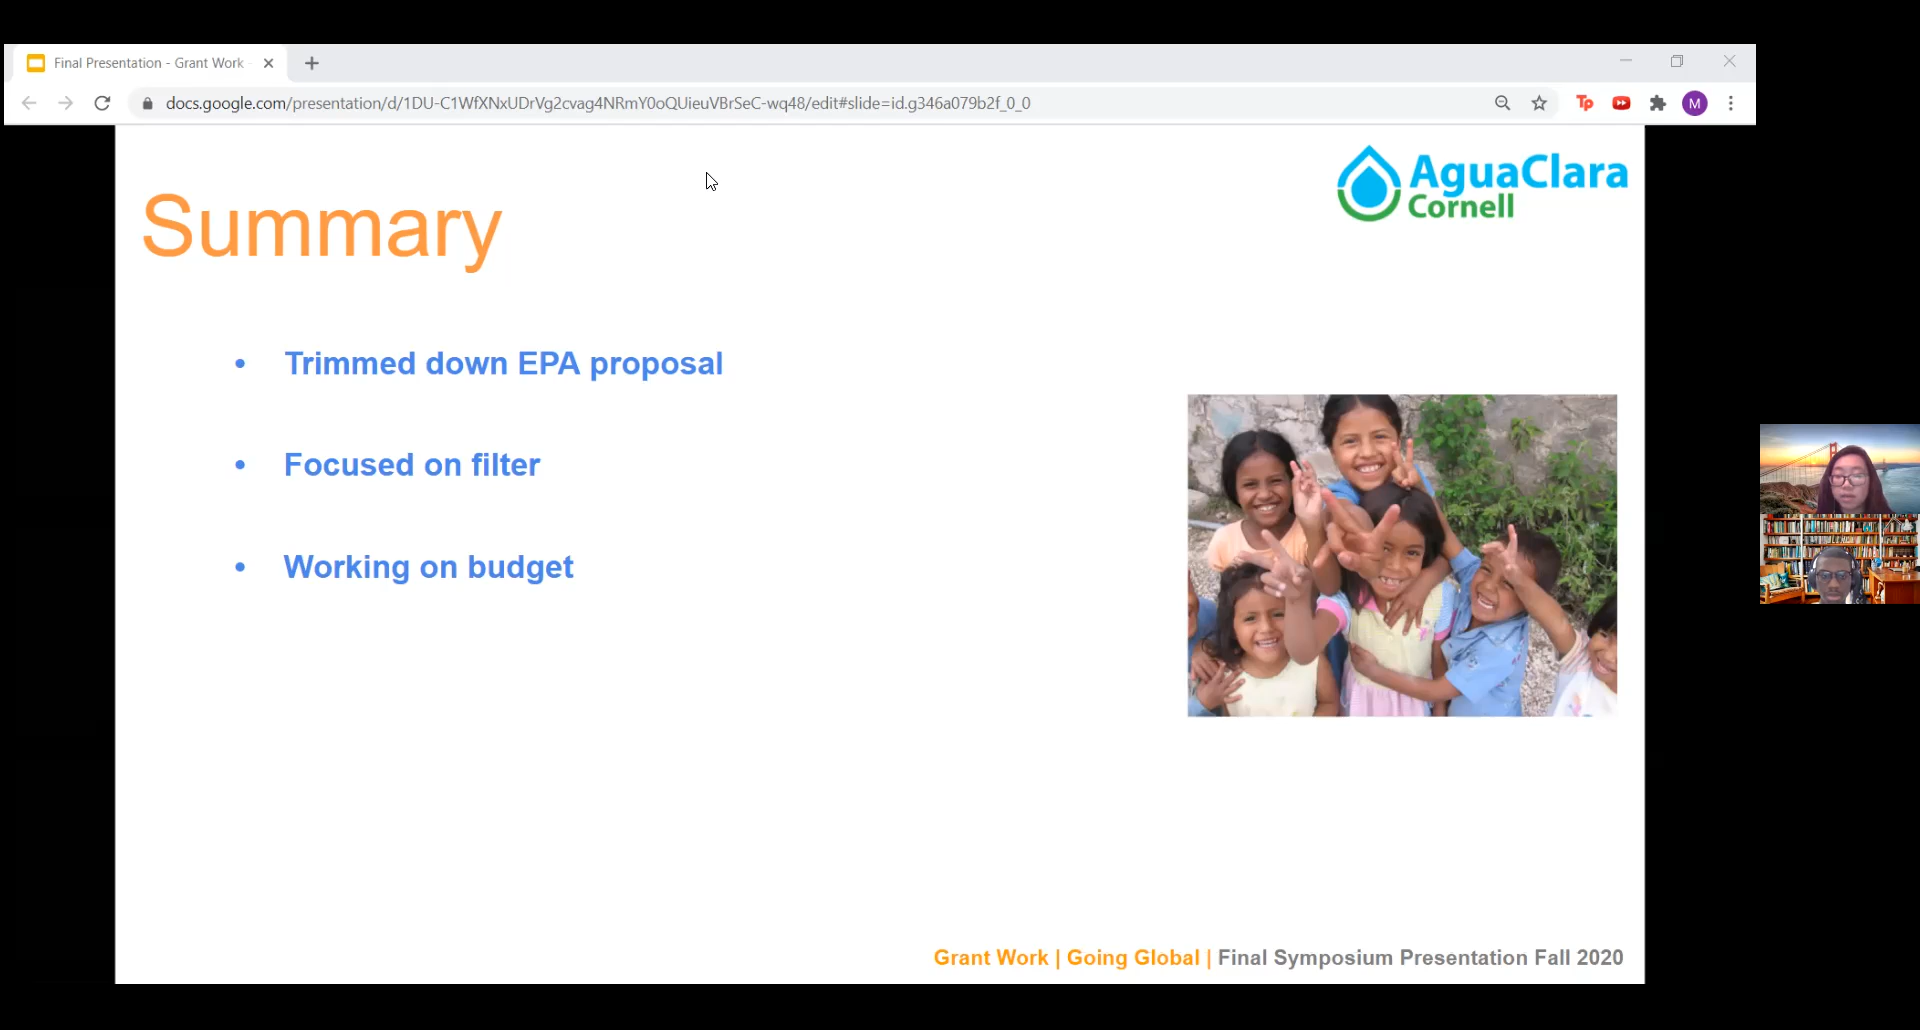 Final Presentation - Grant Work
docs.google.com/presentation/d/1DU-C1WfXNxUDrVg2cvag4NRmY0oQUieuVBrSeC-wq48/edit#slide=id.g346a079b2f_0_0
Tp
M
AguaClara
Cornell
Summary
• Trimmed down EPA proposal
• Focused on filter
• Working on budget
Grant Work | Going Global | Final Symposium Presentation Fall 2020